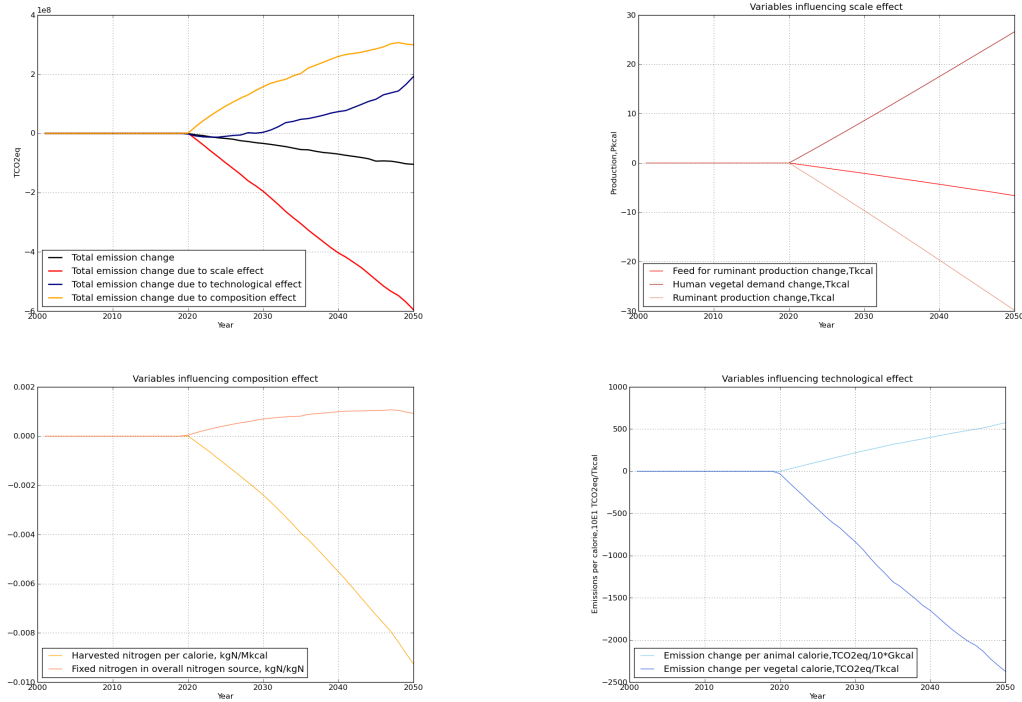 1e8
4
2
0
−2
−4
−6
2000
2010
2020
2030
2040
2050
Year
TCO2eq
Total emission change
Total emission change due to scale effect
Total emission change due to technological effect
Total emission change due to composition effect
Variables influencing scale effect
30
20
10
0
−10
−20
−30
2000
2010
2020
2030
2040
2050
Year
Production,Pkcal
Feed for ruminant production change,Tkcal
Human vegetal demand change,Tkcal
Ruminant production change,Tkcal
Variables influencing composition effect
0.002
0.000
−0.002
−0.004
−0.006
−0.008
−0.010
2000
2010
2020
2030
2040
2050
Year
Harvested nitrogen per calorie, kgN/Mkcal
Fixed nitrogen in overall nitrogen source, kgN/kgN
Variables influencing technological effect
1000
500
0
−500
−1000
−1500
−2000
−2500
2000
2010
2020
2030
2040
2050
Year
Emissions per calorie,10E1 TCO2eq/Tkcal
Emission change per animal calorie,TCO2eq/10*Gkcal
Emission change per vegetal calorie,TCO2eq/Tkcal